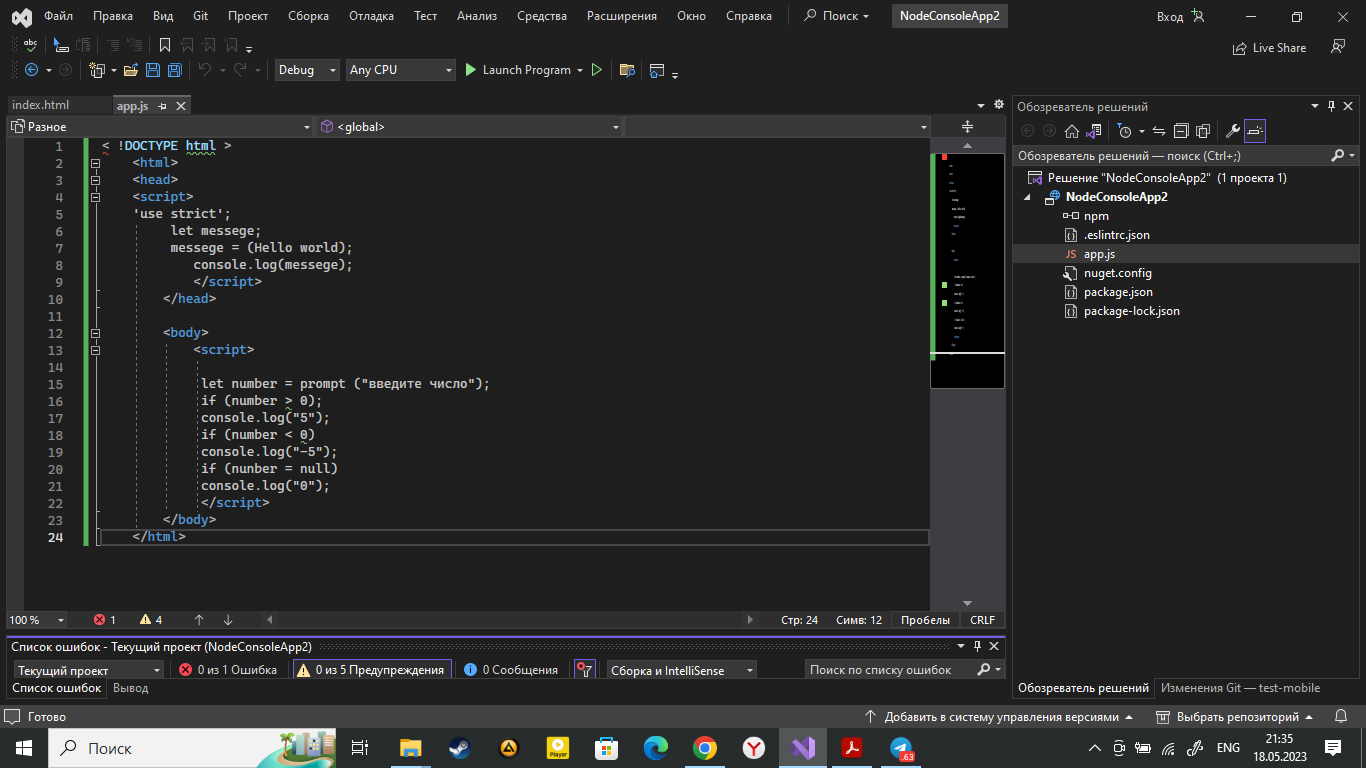 Файл Правка Вид Git Проект Сборка Отладка Тест Анализ Средства Расширения Окно Справка Поиск NodeConsoleApp2 Вход
abc Live Share
Debug Any CPU Launch Program
index.html app.js
Разное <global>
1 < !DOCTYPE html >
2 <html>
3 <head>
4 <script>
5 'use strict';
6 let messege;
7 messege = (Hello world);
8 console.log(messege);
9 </script>
10 </head>
11
12 <body>
13 <script>
14
15 let number = prompt ("введите число");
16 if (number > 0);
17 console.log("5");
18 if (number < 0)
19 console.log("-5");
20 if (nunber = null)
21 console.log("0");
22 </script>
23 </body>
24 </html>
100 % 1 4 Стр: 24 Симв: 12 Пробелы CRLF
Список ошибок - Текущий проект (NodeConsoleApp2)
Текущий проект 0 из 1 Ошибка 0 из 5 Предупреждения 0 Сообщения Сборка и IntelliSense Поиск по списку ошибок
Список ошибок Вывод
Обозреватель решений
Обозреватель решений — поиск (Ctrl+;)
Решение "NodeConsoleApp2" (1 проекта 1)
NodeConsoleApp2
npm
.eslintrc.json
JS app.js
nuget.config
package.json
package-lock.json
Обозреватель решений Изменения Git — test-mobile
Готово Добавить в систему управления версиями Выбрать репозиторий
Поиск Player .63 ENG 21:35
18.05.2023